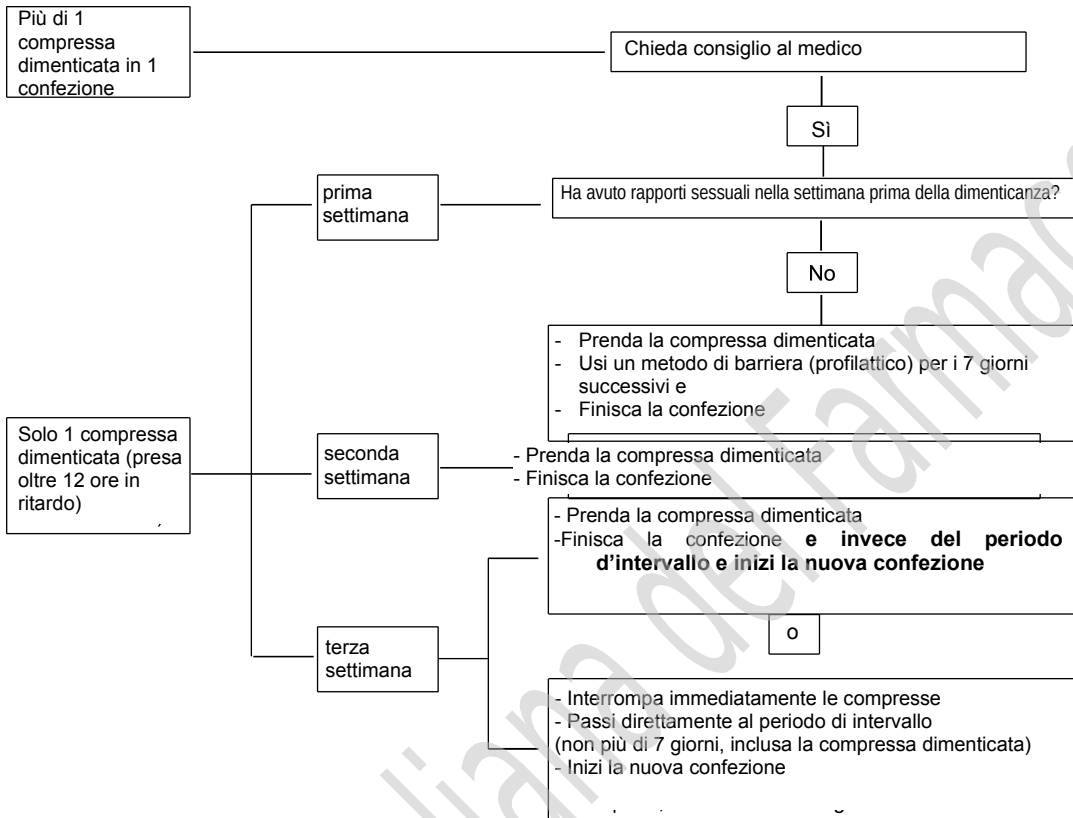 Più di 1
compressa
dimenticata in 1
confezione
Chieda consiglio al medico
Sì
prima
settimana
Ha avuto rapporti sessuali nella settimana prima della dimenticanza?
No
- Prenda la compressa dimenticata
- Usi un metodo di barriera (profilattico) per i 7 giorni
successivi e
- Finisca la confezione
Solo 1 compressa
dimenticata (presa
oltre 12 ore in
ritardo)
seconda
settimana
- Prenda la compressa dimenticata
- Finisca la confezione
- Prenda la compressa dimenticata
-Finisca la confezione e invece del periodo
d'intervallo e inizi la nuova confezione
o
terza
settimana
- Interrompa immediatamente le compresse
- Passi direttamente al periodo di intervallo
(non più di 7 giorni, inclusa la compressa dimenticata)
- Inizi la nuova confezione
liana del Farmac